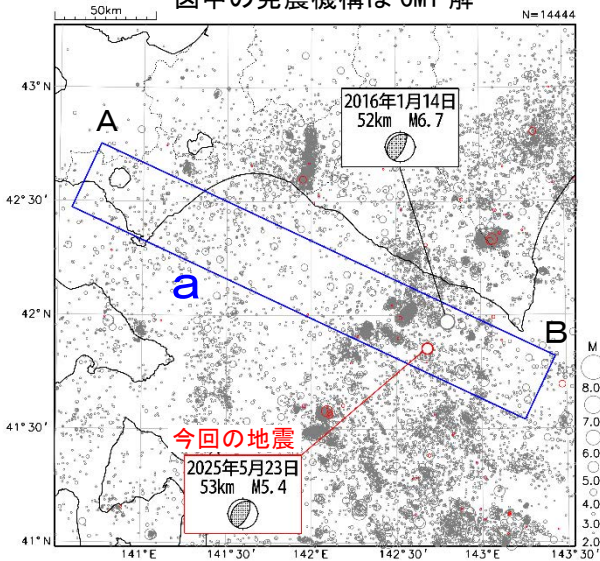 図中の発震機構は CMT 解
50km
N=14444
43°N
42°30′
42°N
41°30′
41°N
141°E
141°30′
142°E
142°30′
143°E
143°30′
A
B
a
2016年1月14日
52km M6.7
今回の地震
2025年5月23日
53km M5.4
M
8.0
7.0
6.0
5.0
4.0
3.0
2.0